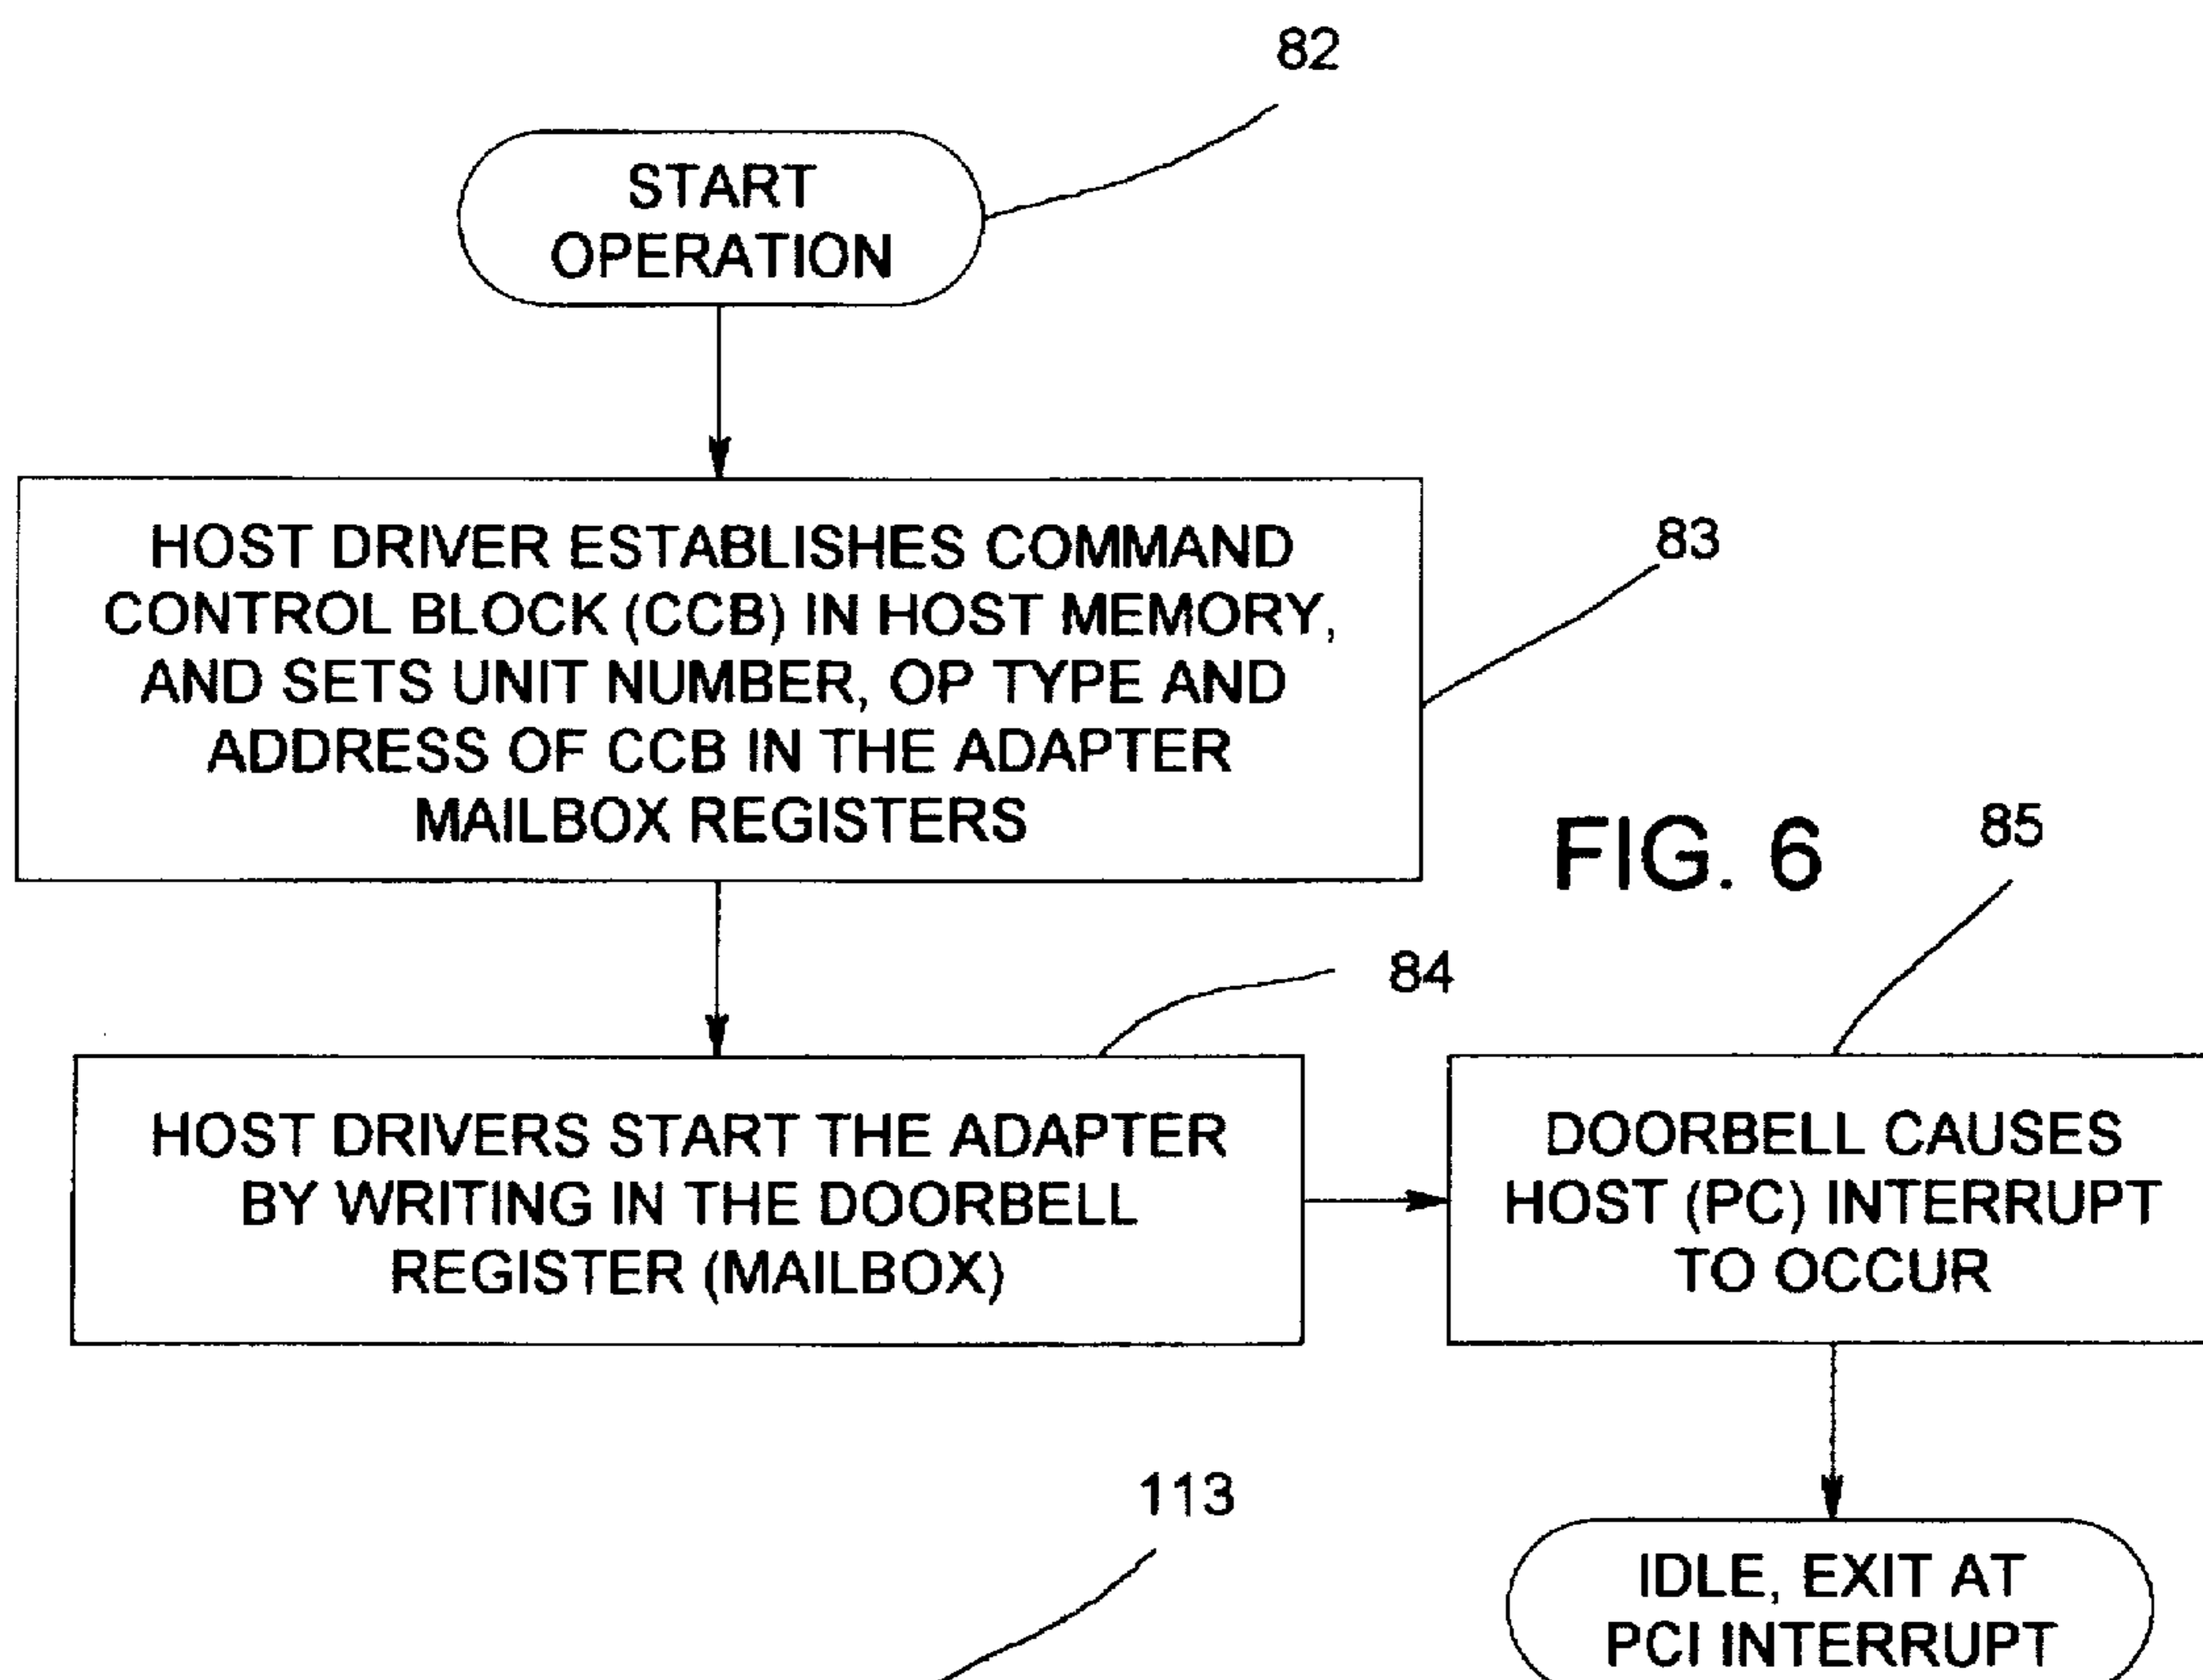 82
START
OPERATION
HOST DRIVER ESTABLISHES COMMAND
CONTROL BLOCK (CCB) IN HOST MEMORY,
AND SETS UNIT NUMBER, OP TYPE AND
ADDRESS OF CCB IN THE ADAPTER
MAILBOX REGISTERS
83
FIG. 6
85
84
HOST DRIVERS START THE ADAPTER
BY WRITING IN THE DOORBELL
REGISTER (MAILBOX)
DOORBELL CAUSES
HOST (PC) INTERRUPT
TO OCCUR
113
IDLE, EXIT AT
PCI INTERRUPT